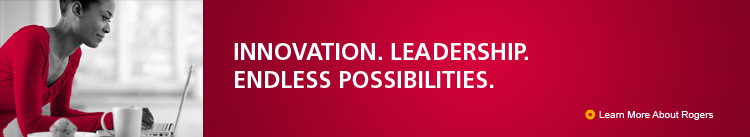 INNOVATION. LEADERSHIP.
ENDLESS POSSIBILITIES.
Learn More About Rogers